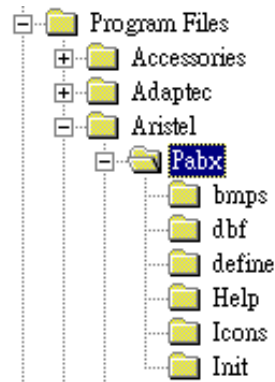 Program Files
Accessories
Adaptec
Aristel
Pabx
bmps
dbf
define
Help
Icons
Init